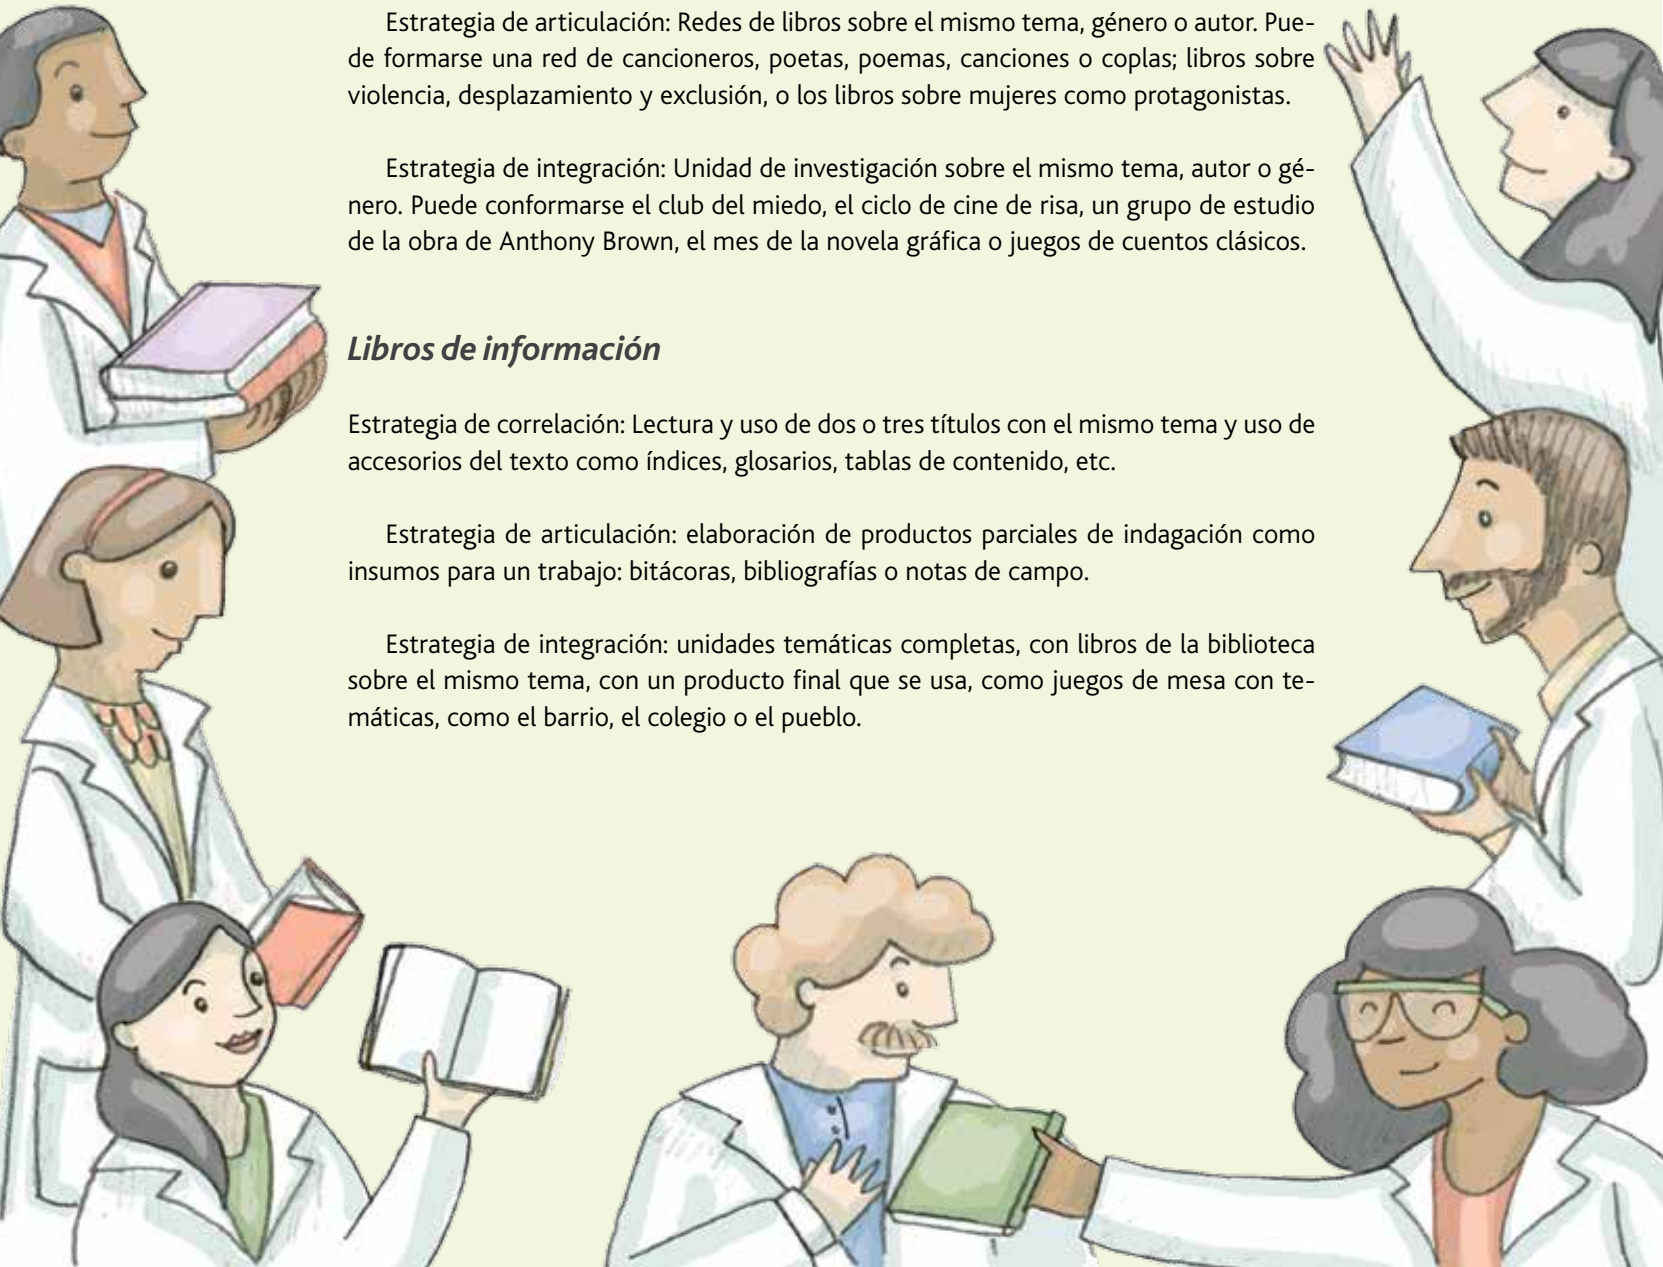 Estrategia de articulación: Redes de libros sobre el mismo tema, género o autor. Pue-
de formarse una red de cancioneros, poetas, poemas, canciones o coplas; libros sobre
violencia, desplazamiento y exclusión, o los libros sobre mujeres como protagonistas.
Estrategia de integración: Unidad de investigación sobre el mismo tema, autor o gé-
nero. Puede conformarse el club del miedo, el ciclo de cine de risa, un grupo de estudio
de la obra de Anthony Brown, el mes de la novela gráfica o juegos de cuentos clásicos.
Libros de información
Estrategia de correlación: Lectura y uso de dos o tres títulos con el mismo tema y uso de
accesorios del texto como índices, glosarios, tablas de contenido, etc.
Estrategia de articulación: elaboración de productos parciales de indagación como
insumos para un trabajo: bitácoras, bibliografías o notas de campo.
Estrategia de integración: unidades temáticas completas, con libros de la biblioteca
sobre el mismo tema, con un producto final que se usa, como juegos de mesa con te-
máticas, como el barrio, el colegio o el pueblo.